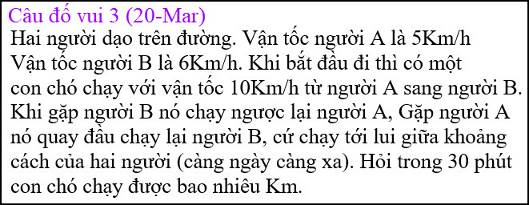 Câu đố vui 3 (20-Mar)
Hai người dạo trên đường. Vận tốc người A là 5Km/h
Vận tốc người B là 6Km/h. Khi bắt đầu đi thì có một
con chó chạy với vận tốc 10Km/h từ người A sang người B.
Khi gặp người B nó chạy ngược lại người A, Gặp người A
nó quay đầu chạy lại người B, cứ chạy tới lui giữa khoảng
cách của hai người (càng ngày càng xa). Hỏi trong 30 phút
con chó chạy được bao nhiêu Km.